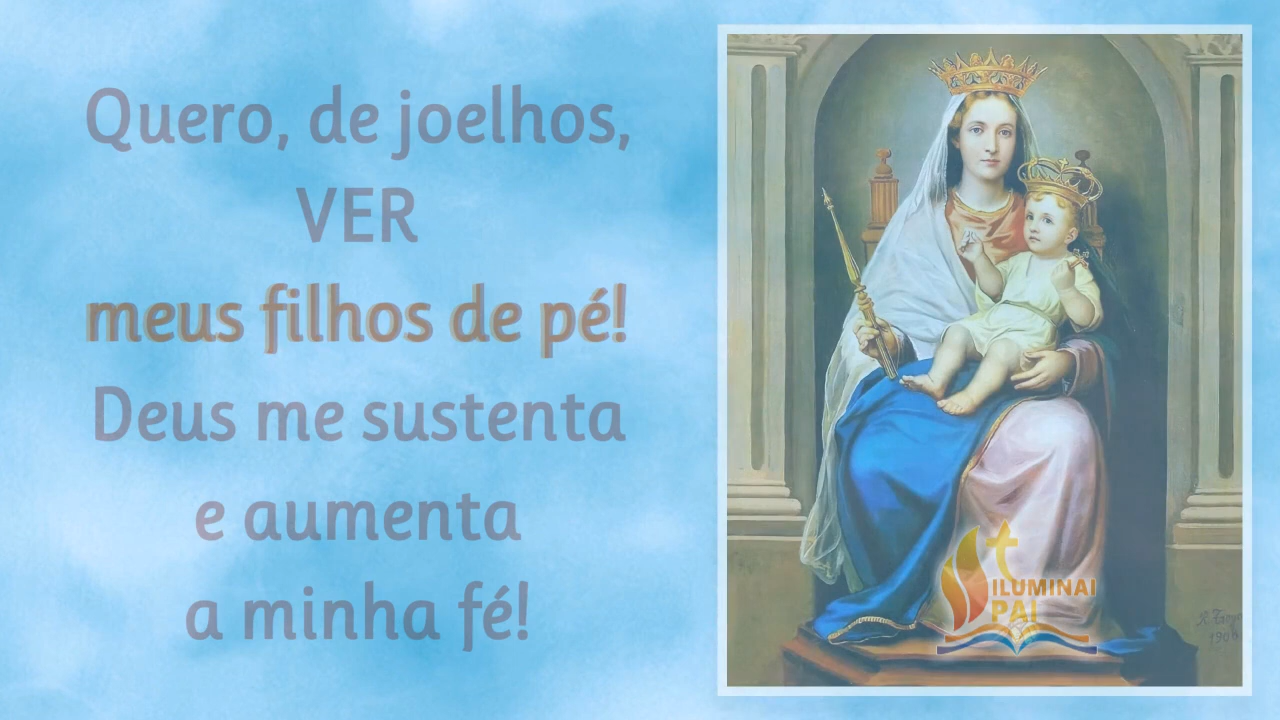 Quero, de joelhos,
VER
meus filhos de pé!
Deus me sustenta
e aumenta
a minha fé!
ILUMINAI
PAI